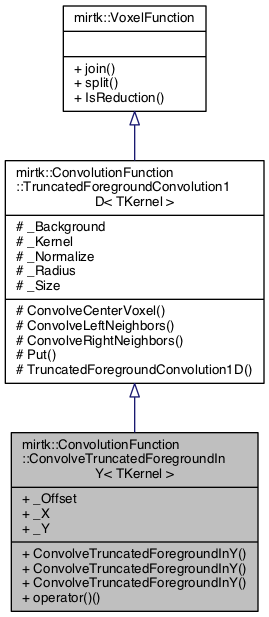 mirtk::VoxelFunction
+ join()
+ split()
+ IsReduction()
mirtk::ConvolutionFunction
::TruncatedForegroundConvolution1
D< TKernel >
# _Background
# _Kernel
# _Normalize
# _Radius
# _Size
# ConvolveCenterVoxel()
# ConvolveLeftNeighbors()
# ConvolveRightNeighbors()
# Put()
# TruncatedForegroundConvolution1D()
mirtk::ConvolutionFunction
::ConvolveTruncatedForegroundIn
Y< TKernel >
+ _Offset
+ _X
+ _Y
+ ConvolveTruncatedForegroundInY()
+ ConvolveTruncatedForegroundInY()
+ ConvolveTruncatedForegroundInY()
+ operator()()